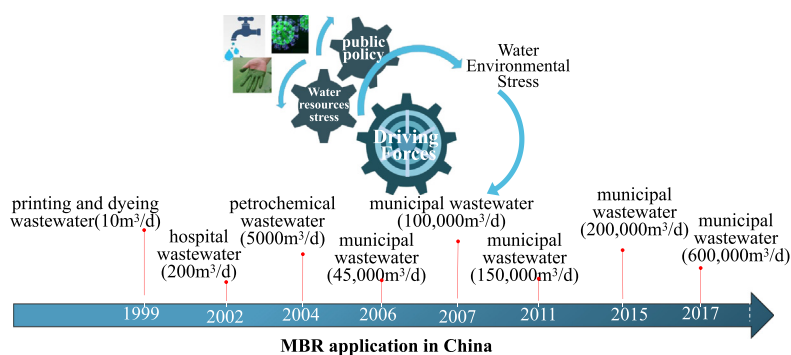 public
policy
Water
resources
stress
Driving
Forces
Water
Environmental
Stress
printing and dyeing
wastewater(10m³/d)
hospital
wastewater
(200m³/d)
petrochemical
wastewater
(5000m³/d)
municipal
wastewater
(45,000m³/d)
municipal wastewater
(100,000m³/d)
municipal
wastewater
(150,000m³/d)
municipal
wastewater
(200,000m³/d)
municipal
wastewater
(600,000m³/d)
1999
2002
2004
2006
2007
2011
2015
2017
MBR application in China